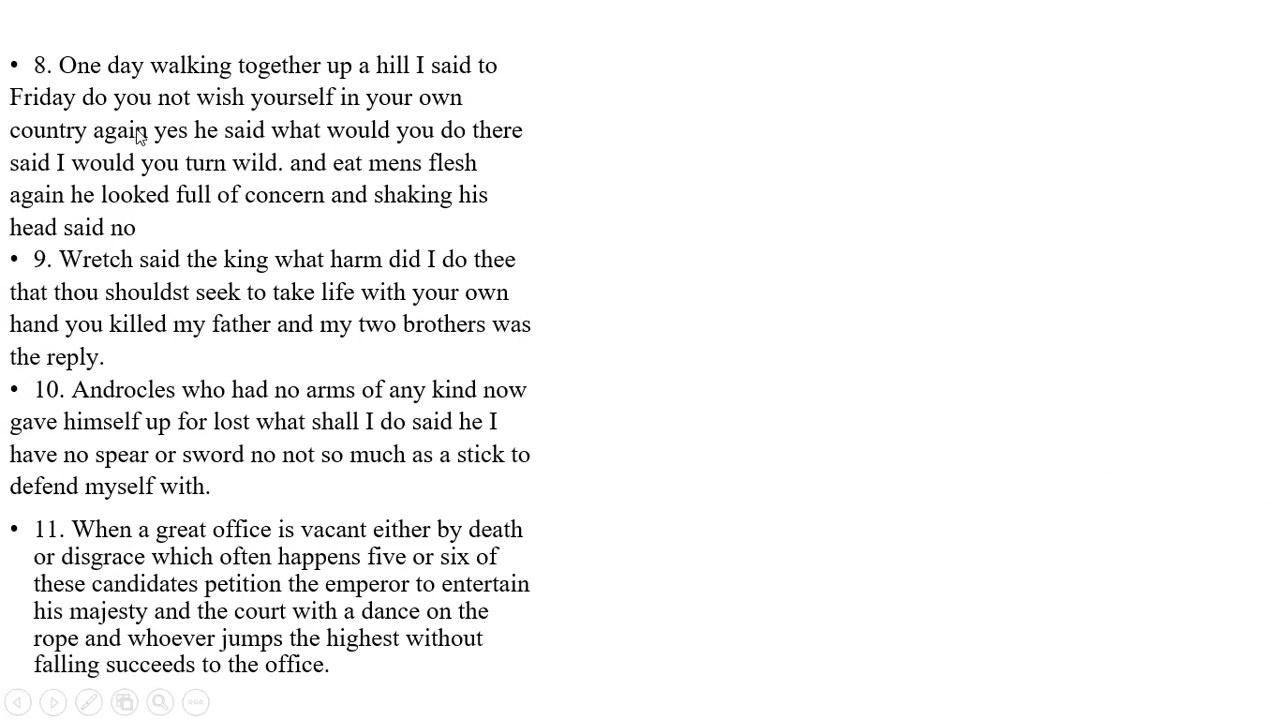 • 8. One day walking together up a hill I said to
Friday do you not wish yourself in your own
country again yes he said what would you do there
said I would you turn wild. and eat mens flesh
again he looked full of concern and shaking his
head said no
• 9. Wretch said the king what harm did I do thee
that thou shouldst seek to take life with your own
hand you killed my father and my two brothers was
the reply.
• 10. Androcles who had no arms of any kind now
gave himself up for lost what shall I do said he I
have no spear or sword no not so much as a stick to
defend myself with.
• 11. When a great office is vacant either by death
or disgrace which often happens five or six of
these candidates petition the emperor to entertain
his majesty and the court with a dance on the
rope and whoever jumps the highest without
falling succeeds to the office.